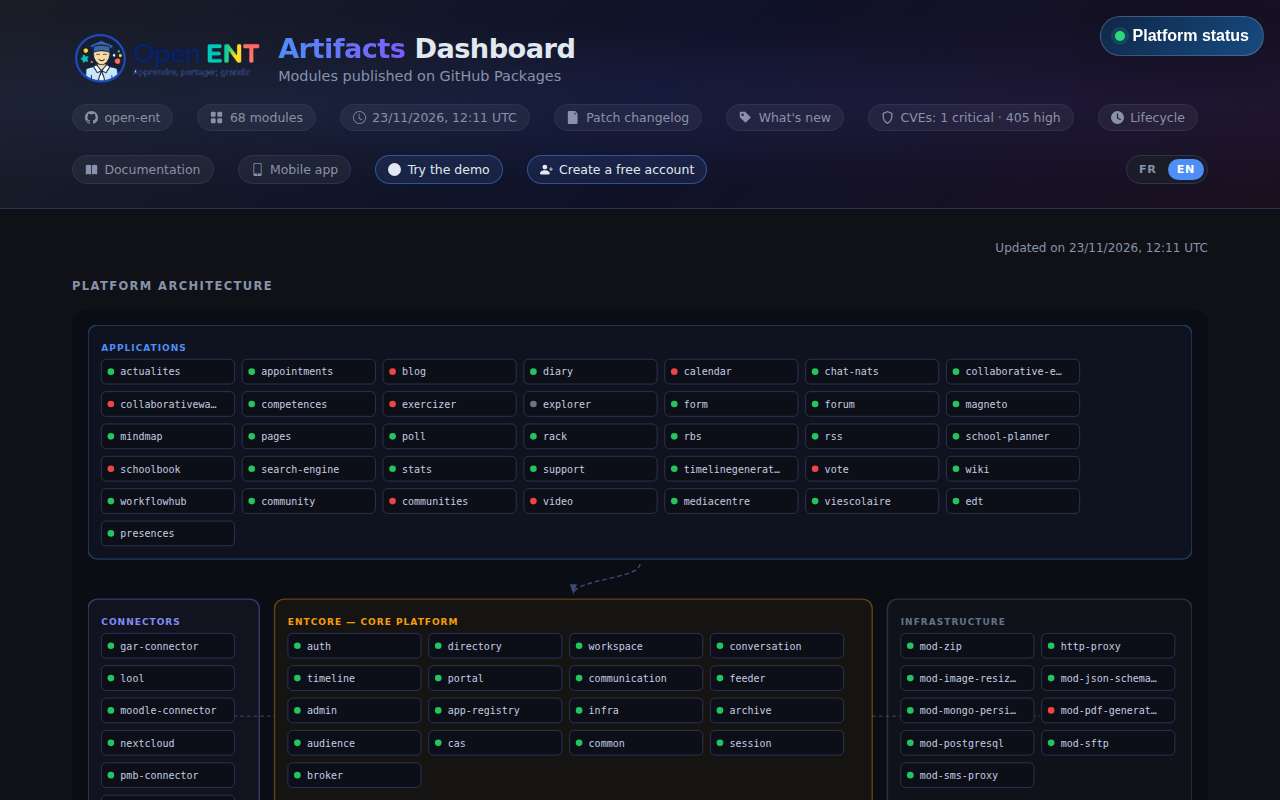 Open ENT
Apprendre, partager, grandir
Artifacts Dashboard
Modules published on GitHub Packages
Platform status
open-ent
68 modules
23/11/2026, 12:11 UTC
Patch changelog
What's new
CVEs: 1 critical · 405 high
Lifecycle
Documentation
Mobile app
Try the demo
Create a free account
FR
EN
Updated on 23/11/2026, 12:11 UTC
PLATFORM ARCHITECTURE
APPLICATIONS
actualites
appointments
blog
diary
calendar
chat-nats
collaborative-e…
collaborativewa…
competences
exercizer
explorer
form
forum
magneto
mindmap
pages
poll
rack
rbs
rss
school-planner
schoolbook
search-engine
stats
support
timelinegenerat…
vote
wiki
workflowhub
community
communities
video
mediacentre
viescolaire
edt
presences
CONNECTORS
gar-connector
lool
moodle-connector
nextcloud
pmb-connector
ENTCORE — CORE PLATFORM
auth
directory
workspace
conversation
timeline
portal
communication
feeder
admin
app-registry
infra
archive
audience
cas
common
session
broker
INFRASTRUCTURE
mod-zip
http-proxy
mod-image-resiz…
mod-json-schema…
mod-mongo-persi…
mod-pdf-generat…
mod-postgresql
mod-sftp
mod-sms-proxy